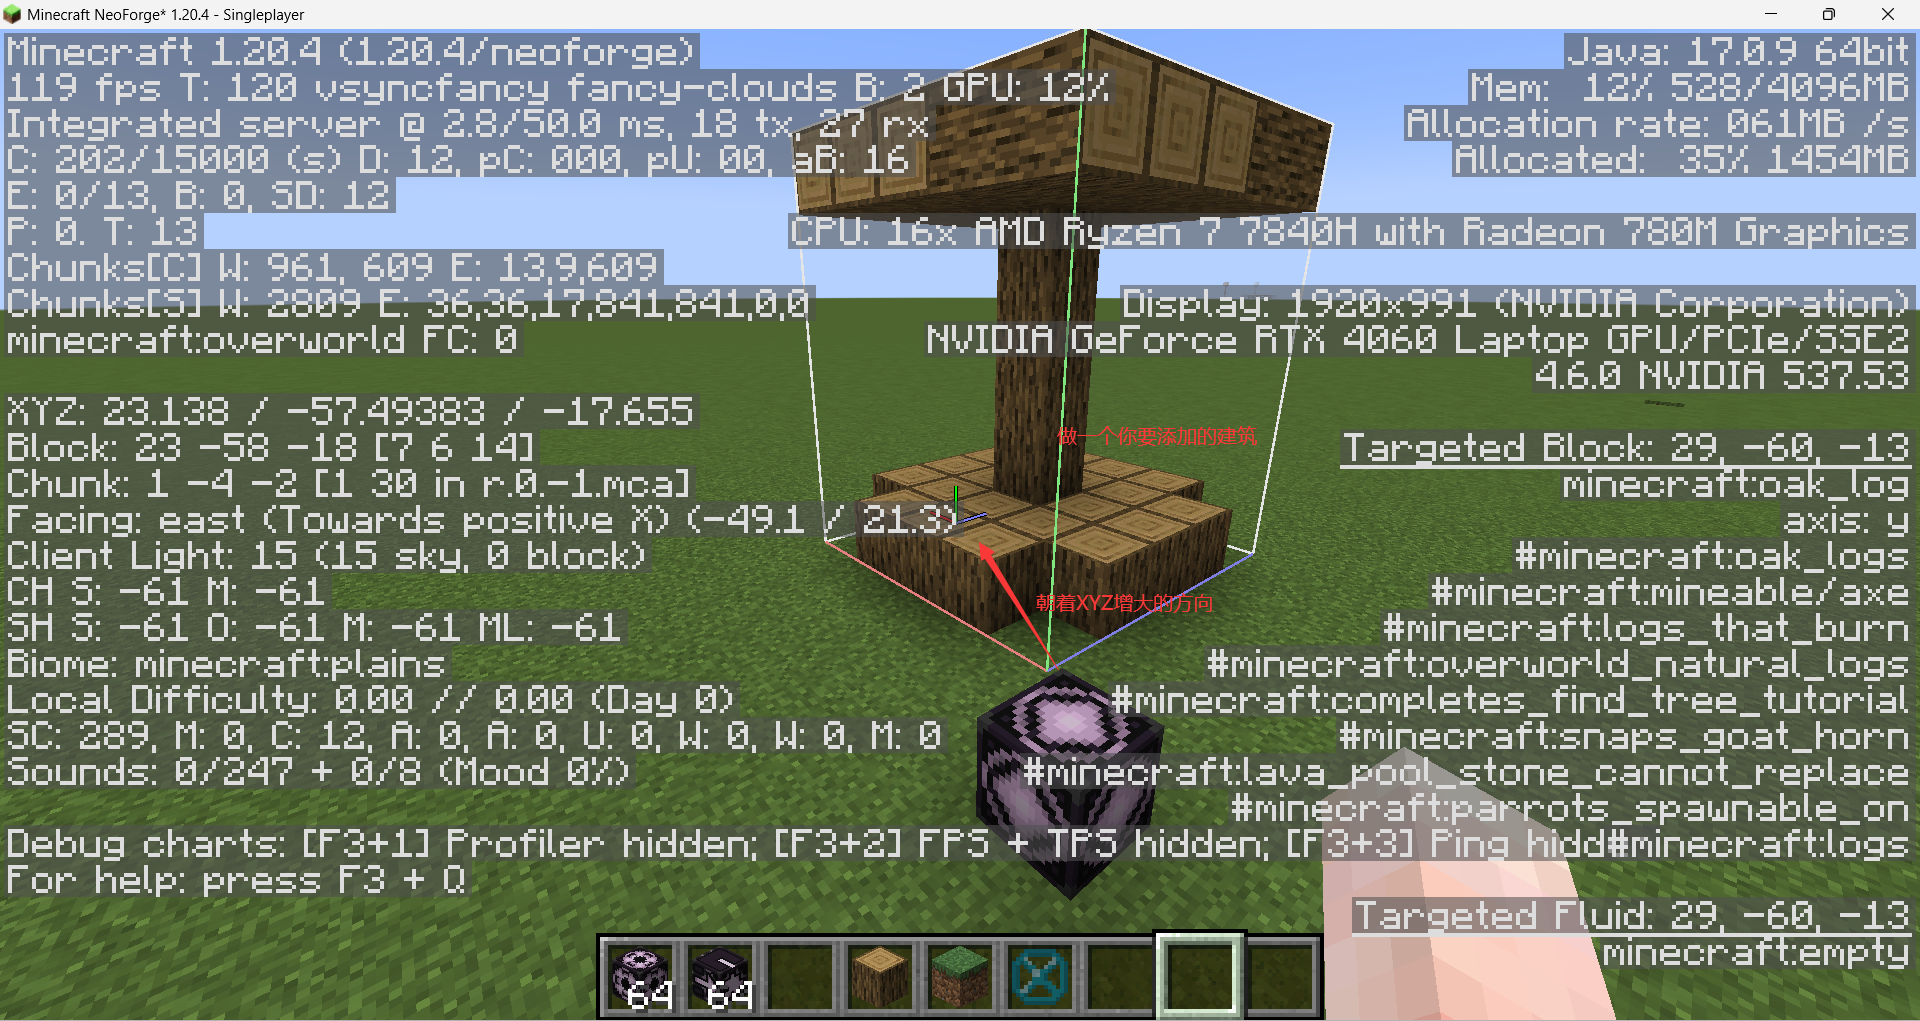 Minecraft NeoForge* 1.20.4 - Singleplayer
Minecraft 1.20.4 (1.20.4/neoforge)
119 fps T: 120 vsyncfancy fancy-clouds B: 2 GPU: 12%
Integrated server @ 2.8/50.0 ms, 18 tx, 27 rx
C: 202/15000 (s) D: 12, pC: 000, pU: 00, aB: 16
E: 0/13, B: 0, SD: 12
P: 0. T: 13
Chunks[C] W: 961, 609 E: 13,9,609
Chunks[S] W: 2809 E: 36,36,17,841,841,0,0
minecraft:overworld FC: 0
XYZ: 23.138 / -57.49383 / -17.655
Block: 23 -58 -18 [7 6 14]
Chunk: 1 -4 -2 [1 30 in r.0.-1.mca]
Facing: east (Towards positive X) (-49.1 / 21.3)
Client Light: 15 (15 sky, 0 block)
CH S: -61 M: -61
SH S: -61 O: -61 M: -61 ML: -61
Biome: minecraft:plains
Local Difficulty: 0.00 // 0.00 (Day 0)
SC: 289, M: 0, C: 12, A: 0, A: 0, U: 0, W: 0, W: 0, M: 0
Sounds: 0/247 + 0/8 (Mood 0%)
Debug charts: [F3+1] Profiler hidden; [F3+2] FPS + TPS hidden; [F3+3] Ping hidd
For help: press F3 + Q
Java: 17.0.9 64bit
Mem: 12% 528/4096MB
Allocation rate: 061MB /s
Allocated: 35% 1454MB
CPU: 16x AMD Ryzen 7 7840H with Radeon 780M Graphics
Display: 1920x991 (NVIDIA Corporation)
NVIDIA GeForce RTX 4060 Laptop GPU/PCIe/SSE2
4.6.0 NVIDIA 537.53
Targeted Block: 29, -60, -13
minecraft:oak_log
axis: y
#minecraft:oak_logs
#minecraft:mineable/axe
#minecraft:logs_that_burn
#minecraft:overworld_natural_logs
#minecraft:completes_find_tree_tutorial
#minecraft:snaps_goat_horn
#minecraft:lava_pool_stone_cannot_replace
#minecraft:parrots_spawnable_on
#minecraft:logs
Targeted Fluid: 29, -60, -13
minecraft:empty
做一个你要添加的建筑
朝着XYZ增大的方向
64
64